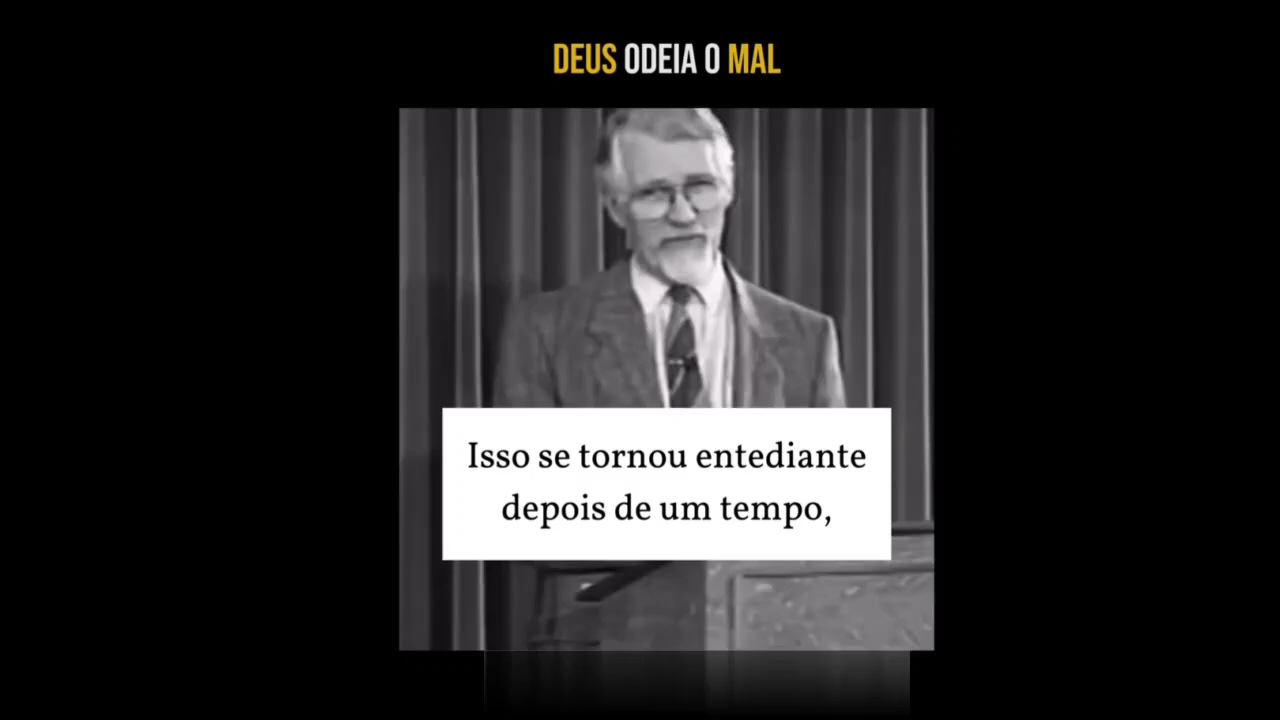 DEUS ODEIA O MAL
Isso se tornou entediante
depois de um tempo,